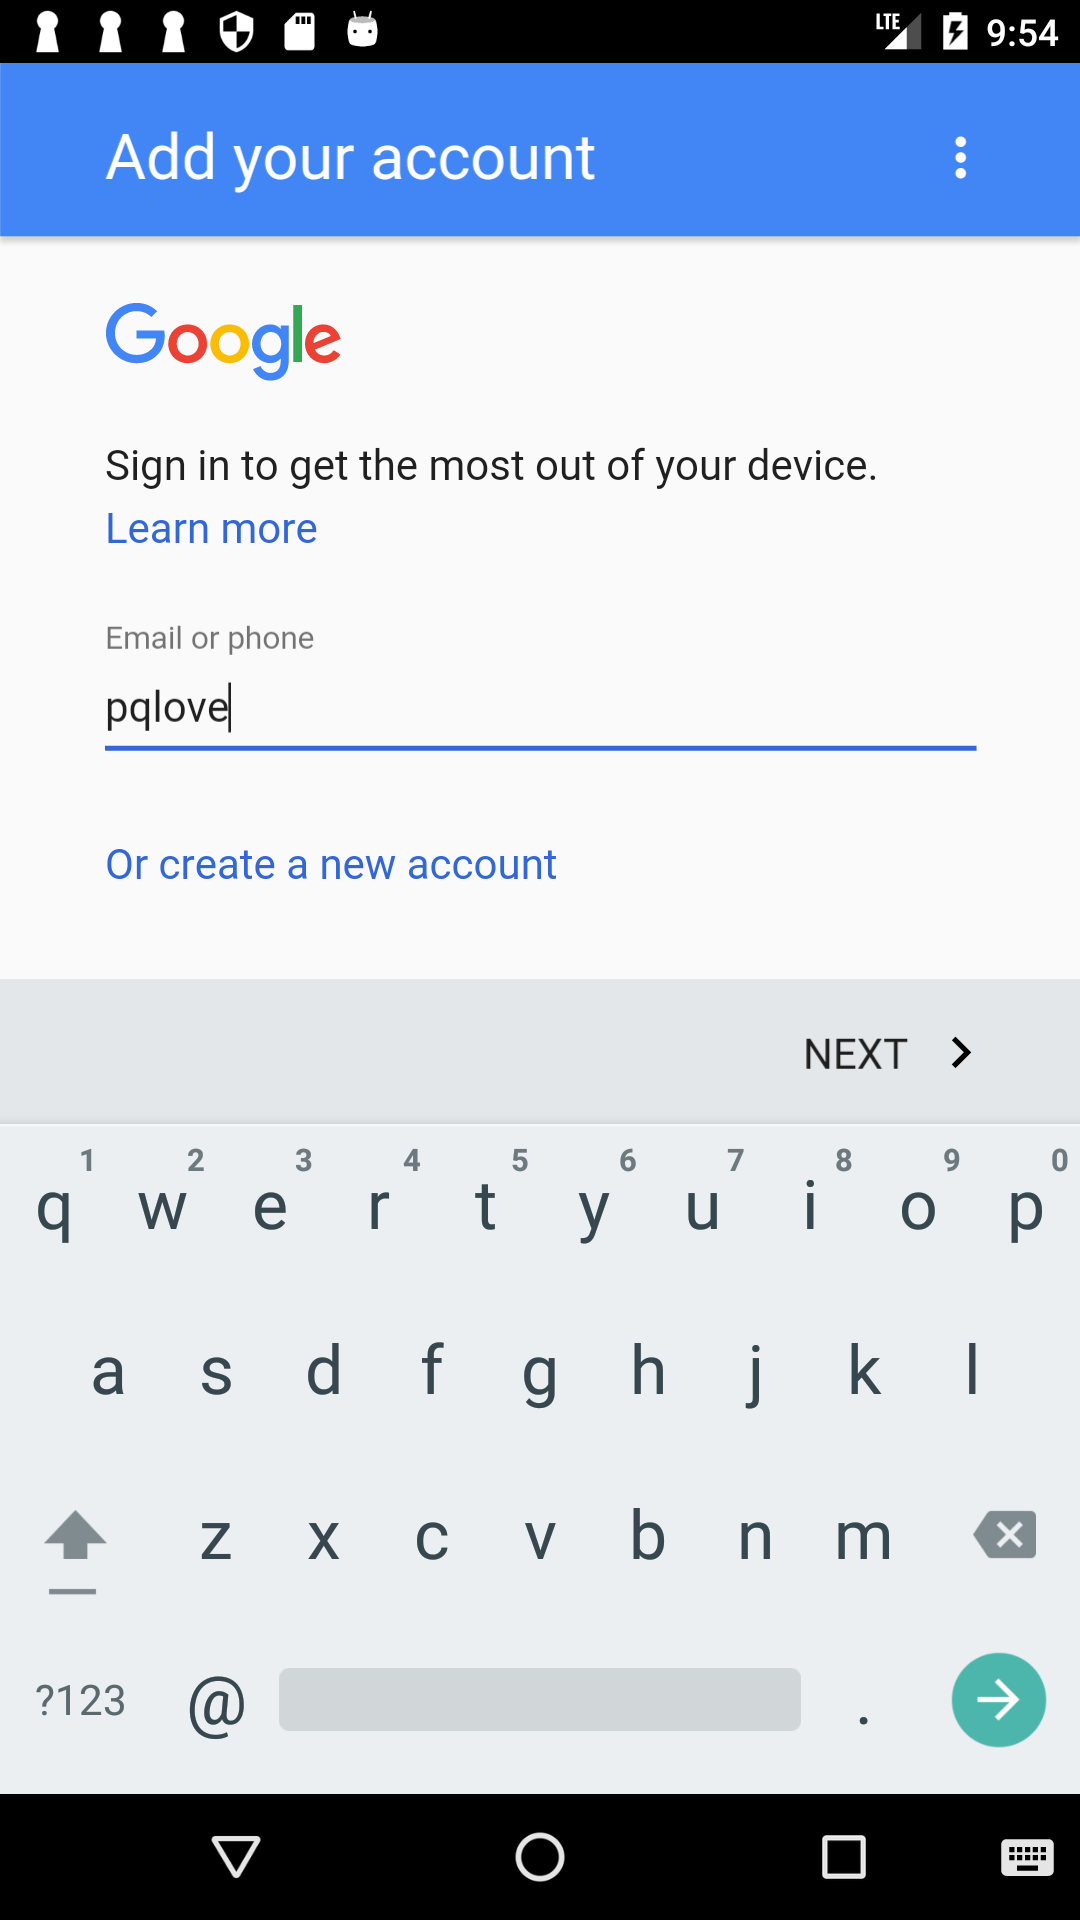 LTE 9:54
Add your account
Google
Sign in to get the most out of your device.
Learn more
Email or phone
pqlove
Or create a new account
NEXT
1 2 3 4 5 6 7 8 9 0
q w e r t y u i o p
a s d f g h j k l
z x c v b n m
?123 @ .